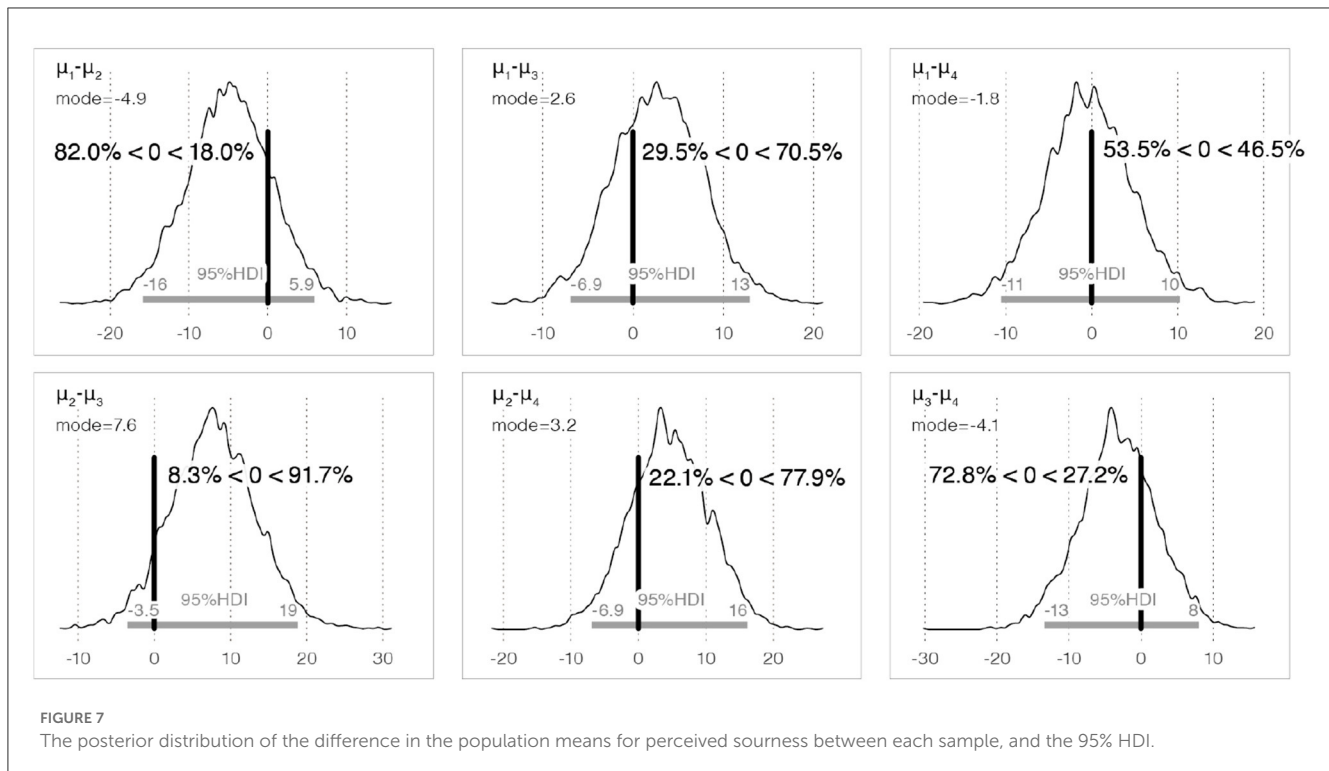 μ₁-μ₂
mode=-4.9
82.0% < 0 < 18.0%
95%HDI
-16 5.9
-20 -10 0 10
μ₁-μ₃
mode=2.6
29.5% < 0 < 70.5%
95%HDI
-6.9 13
-10 0 10 20
μ₁-μ₄
mode=-1.8
53.5% < 0 < 46.5%
95%HDI
-11 10
-20 -10 0 10 20
μ₂-μ₃
mode=7.6
8.3% < 0 < 91.7%
95%HDI
-3.5 19
-10 0 10 20 30
μ₂-μ₄
mode=3.2
22.1% < 0 < 77.9%
95%HDI
-6.9 16
-20 -10 0 10 20
μ₃-μ₄
mode=-4.1
72.8% < 0 < 27.2%
95%HDI
-13 8
-30 -20 -10 0 10
FIGURE 7
The posterior distribution of the difference in the population means for perceived sourness between each sample, and the 95% HDI.